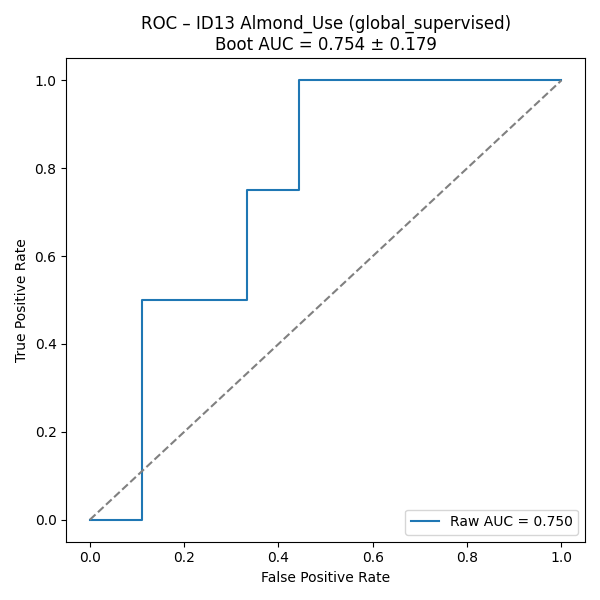 ROC – ID13 Almond_Use (global_supervised)
Boot AUC = 0.754 ± 0.179
True Positive Rate
1.0
0.8
0.6
0.4
0.2
0.0
Raw AUC = 0.750
0.0 0.2 0.4 0.6 0.8 1.0
False Positive Rate